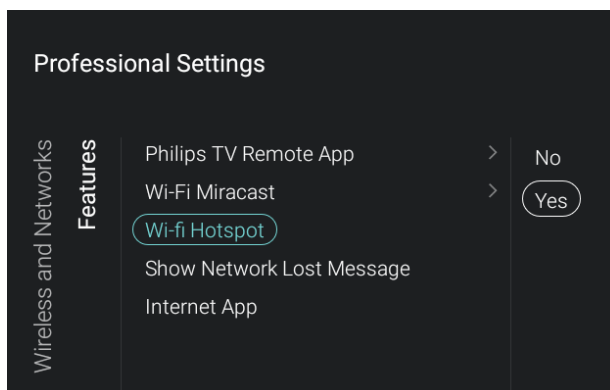 Professional Settings
Wireless and Networks
Features
Philips TV Remote App
Wi-Fi Miracast
Wi-fi Hotspot
Show Network Lost Message
Internet App
No
Yes